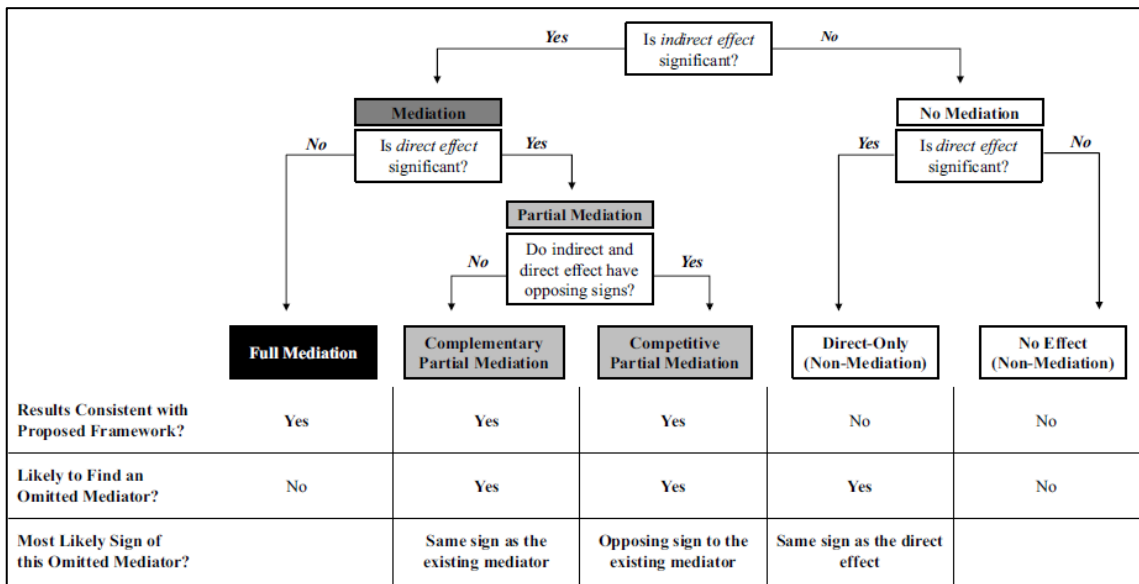 Yes
Is indirect effect
significant?
No
Mediation
No Mediation
No
Is direct effect
significant?
Yes
Yes
Is direct effect
significant?
No
Partial Mediation
No
Do indirect and
direct effect have
opposing signs?
Yes
Full Mediation
Complementary
Partial Mediation
Competitive
Partial Mediation
Direct-Only
(Non-Mediation)
No Effect
(Non-Mediation)
Results Consistent with
Proposed Framework?
Yes
Yes
Yes
No
No
Likely to Find an
Omitted Mediator?
No
Yes
Yes
Yes
No
Most Likely Sign of
this Omitted Mediator?
Same sign as the
existing mediator
Opposing sign to the
existing mediator
Same sign as the direct
effect